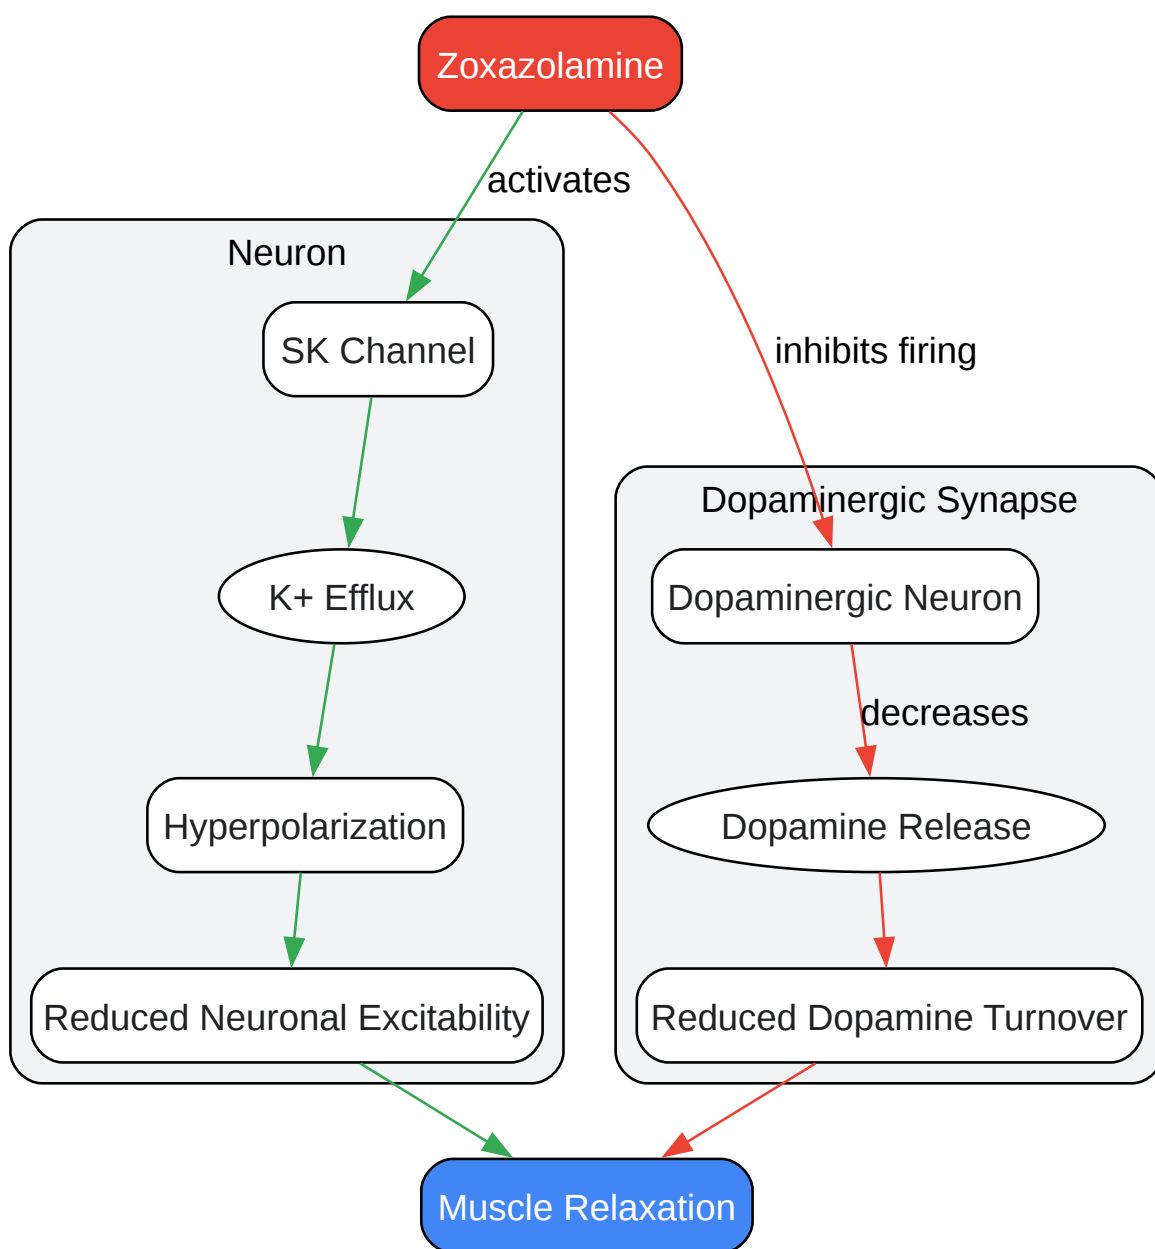 Zoxazolamine
activates
Neuron
SK Channel
inhibits firing
Dopaminergic Synapse
K+ Efflux
Dopaminergic Neuron
decreases
Hyperpolarization
Dopamine Release
Reduced Neuronal Excitability
Reduced Dopamine Turnover
Muscle Relaxation